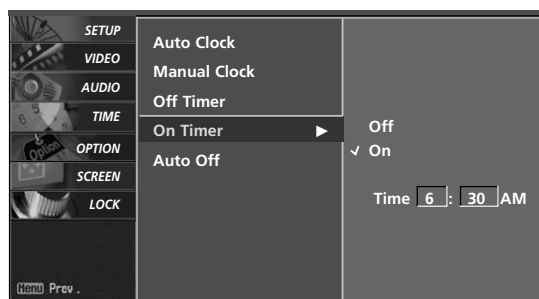 SETUP
VIDEO
AUDIO
TIME
OPTION
SCREEN
LOCK
Menu Prev.
Auto Clock
Manual Clock
Off Timer
On Timer ►
Auto Off
Off
✓ On
Time 6 : 30 AM
Option